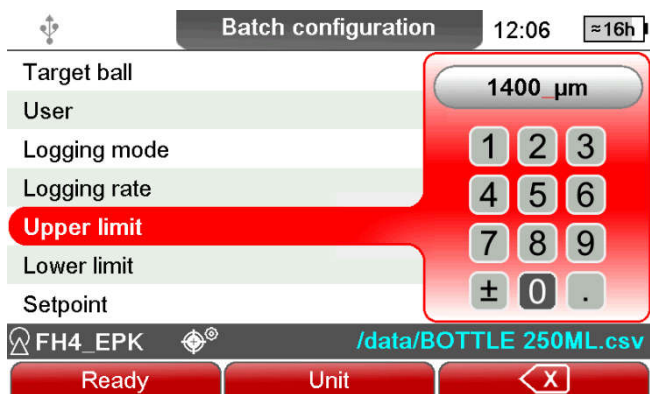 Batch configuration 12:06 ≈16h
Target ball
User
Logging mode
Logging rate
Upper limit
Lower limit
Setpoint
1400_µm
1 2 3
4 5 6
7 8 9
± 0 .
FH4_EPK /data/BOTTLE 250ML.csv
Ready Unit X